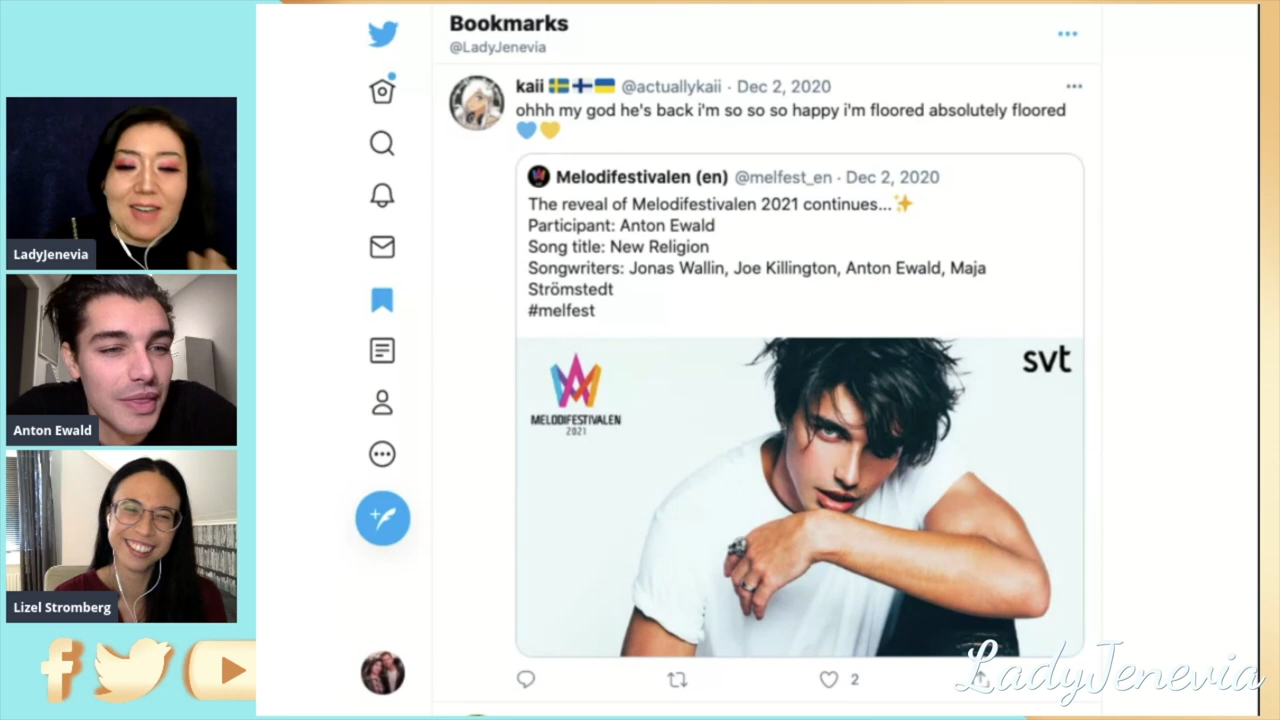 Bookmarks
@LadyJenevia
kaii 🇸🇪🇫🇮🇺🇦 @actuallykaii · Dec 2, 2020
ohhh my god he's back i'm so so so happy i'm floored absolutely floored
💙💛
Melodifestivalen (en) @melfest_en · Dec 2, 2020
The reveal of Melodifestivalen 2021 continues...✨
Participant: Anton Ewald
Song title: New Religion
Songwriters: Jonas Wallin, Joe Killington, Anton Ewald, Maja
Strömstedt
#melfest
svt
MELODIFESTIVALEN
2021
2
LadyJenevia
Anton Ewald
Lizel Stromberg
LadyJenevia